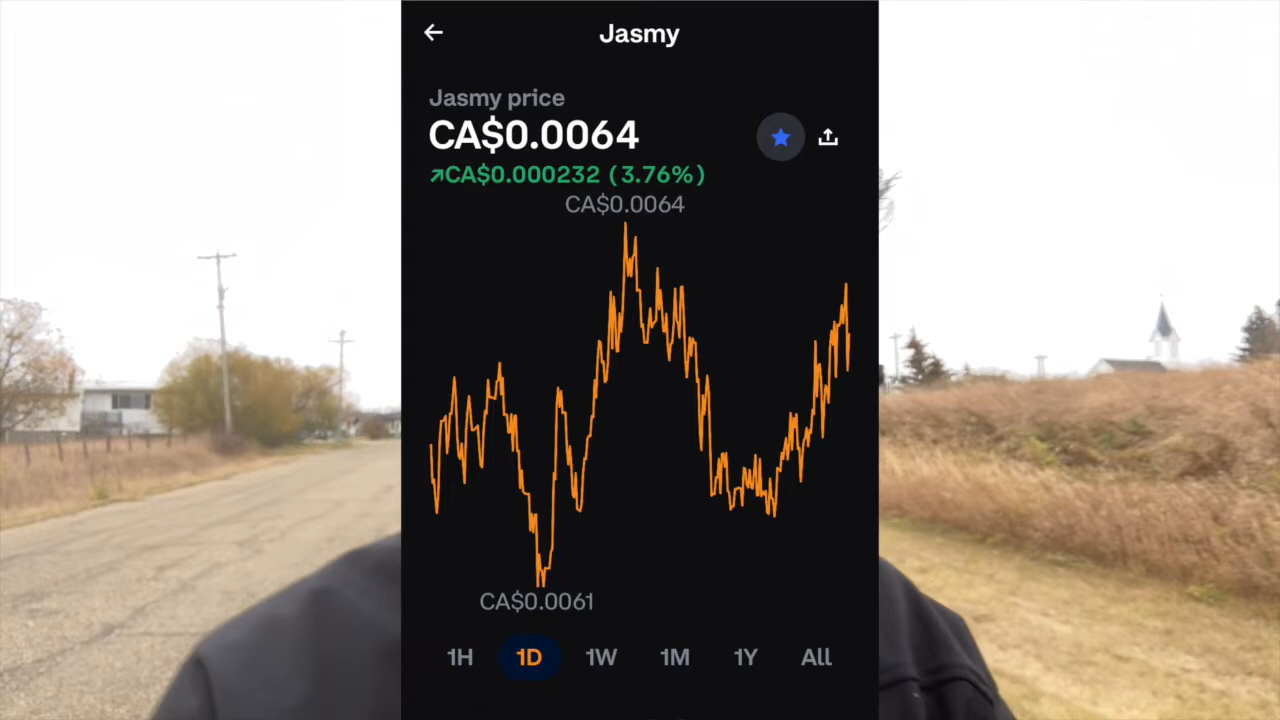 Jasmy
Jasmy price
CA$0.0064
↗CA$0.000232 (3.76%)
CA$0.0064
CA$0.0061
1H 1D 1W 1M 1Y All